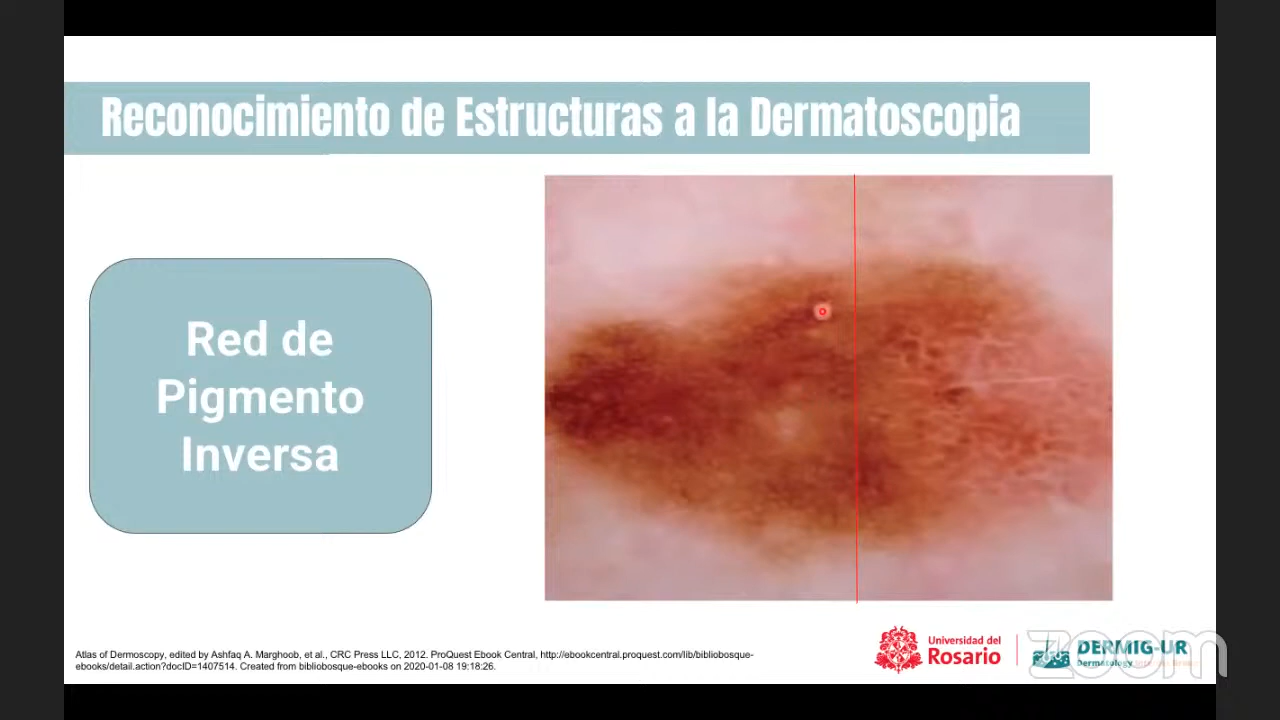 Reconocimiento de Estructuras a la Dermatoscopia
Red de
Pigmento
Inversa
Atlas of Dermoscopy, edited by Ashfaq A. Marghoob, et al., CRC Press LLC, 2012. ProQuest Ebook Central, http://ebookcentral.proquest.com/lib/bibliobosque-
ebooks/detail.action?docID=1407514. Created from bibliobosque-ebooks on 2020-01-08 19:18:26.
Universidad del
Rosario
DERMIG-UR
Dermatology
zoom